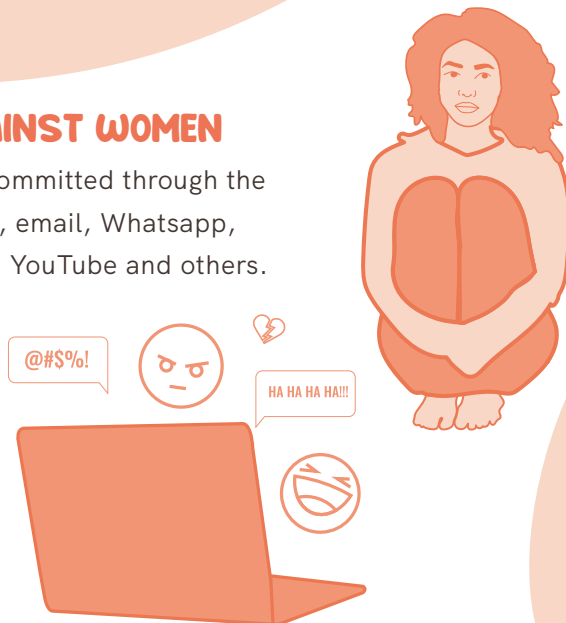 INST WOMEN
ommitted through the
, email, Whatsapp,
YouTube and others.
@#$%!
HA HA HA HA!!!